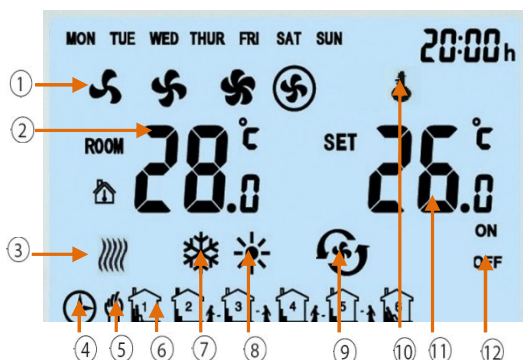 MON TUE WED THUR FRI SAT SUN 20:00 h
①
② ROOM 28.0 °C SET 26.0 °C
③ ON
OFF
1 2 3 4 5 6
④ ⑤ ⑥ ⑦ ⑧ ⑨ ⑩ ⑪ ⑫